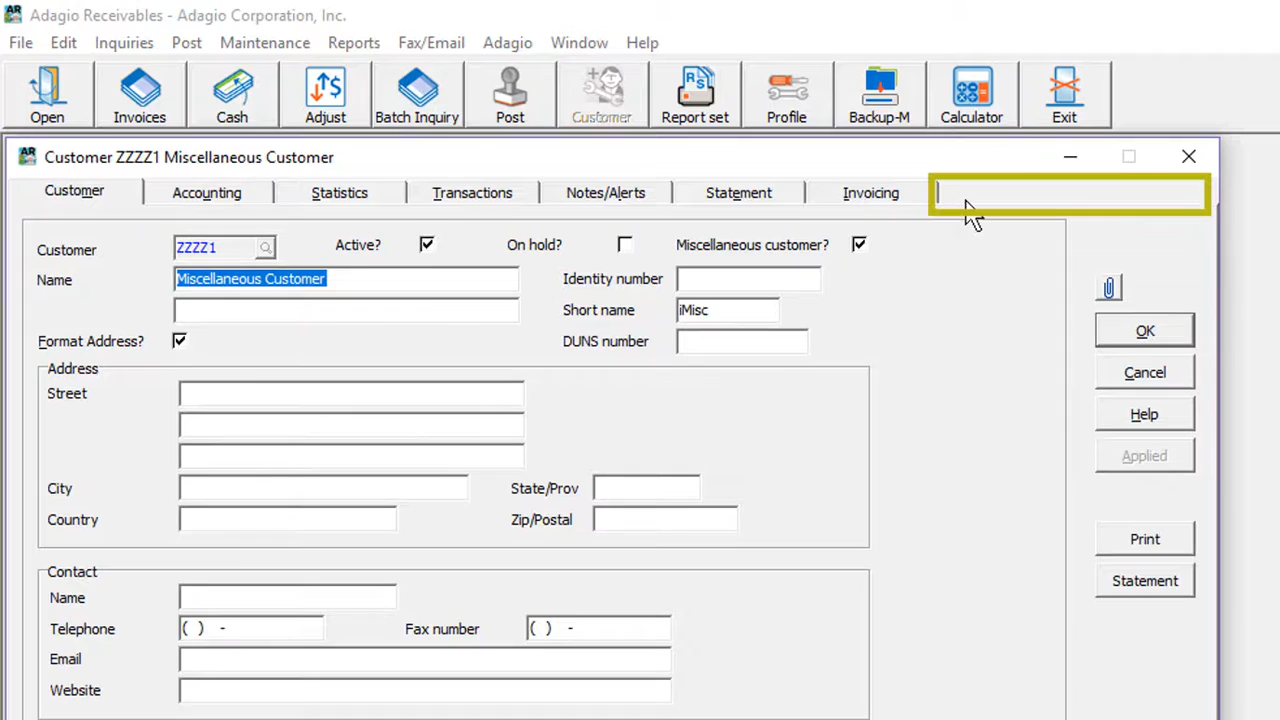 AR Adagio Receivables - Adagio Corporation, Inc.
File Edit Inquiries Post Maintenance Reports Fax/Email Adagio Window Help
Open Invoices Cash Adjust Batch Inquiry Post Customer Report set Profile Backup-M Calculator Exit
AR Customer ZZZZ1 Miscellaneous Customer
Customer Accounting Statistics Transactions Notes/Alerts Statement Invoicing
Customer ZZZZ1 Active? On hold? Miscellaneous customer?
Name Miscellaneous Customer Identity number
Short name iMisc
Format Address? DUNS number
OK
Address
Cancel
Street
Help
Applied
City State/Prov
Country Zip/Postal
Print
Contact
Statement
Name
Telephone ( ) - Fax number ( ) -
Email
Website